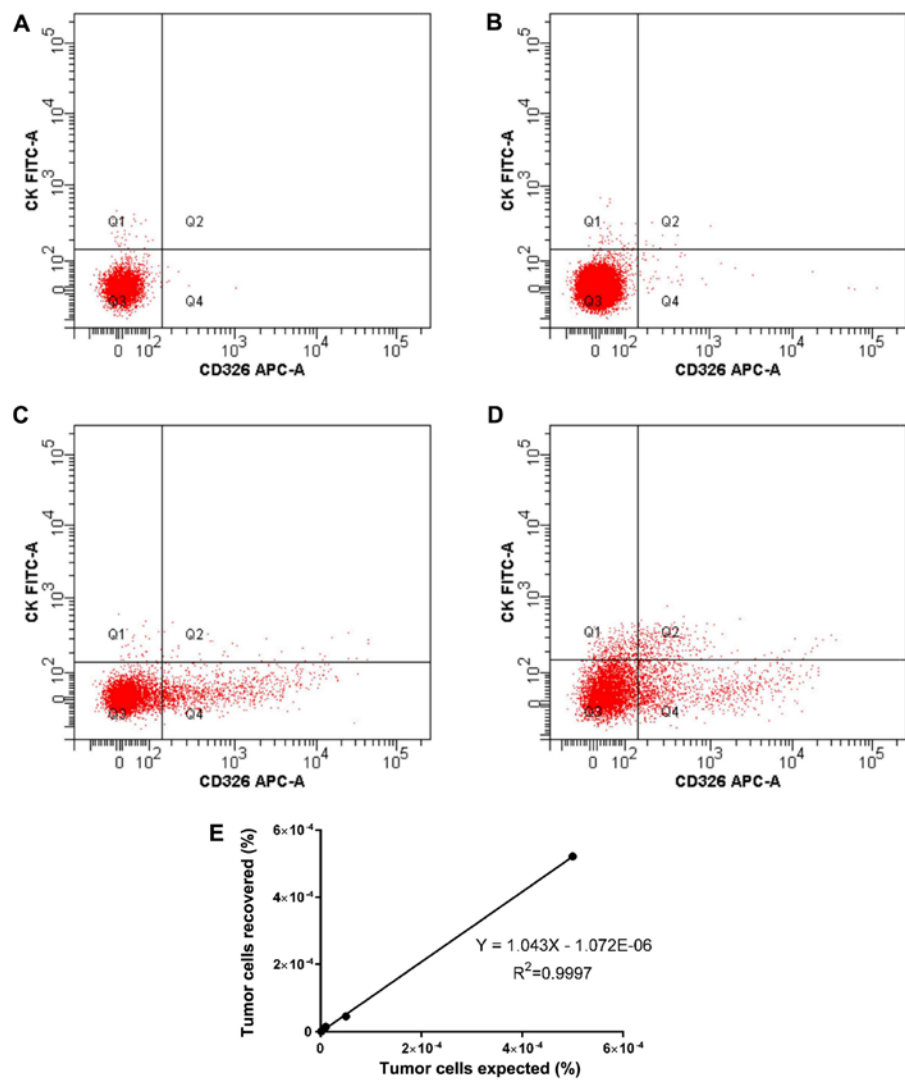 A
CK FITC-A
10^5
10^4
10^3
10^2
0
Q1 Q2
Q3 Q4
0 10^2 10^3 10^4 10^5
CD326 APC-A
B
CK FITC-A
10^5
10^4
10^3
10^2
0
Q1 Q2
Q3 Q4
0 10^2 10^3 10^4 10^5
CD326 APC-A
C
CK FITC-A
10^5
10^4
10^3
10^2
0
Q1 Q2
Q3 Q4
0 10^2 10^3 10^4 10^5
CD326 APC-A
D
CK FITC-A
10^5
10^4
10^3
10^2
0
Q1 Q2
Q3 Q4
0 10^2 10^3 10^4 10^5
CD326 APC-A
E
Tumor cells recovered (%)
6×10^-4
4×10^-4
2×10^-4
0
Y = 1.043X - 1.072E-06
R^2=0.9997
0 2×10^-4 4×10^-4 6×10^-4
Tumor cells expected (%)